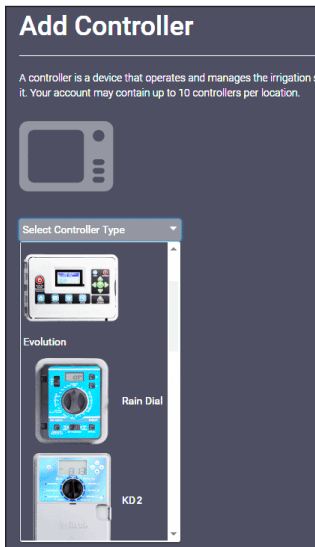 Add Controller
A controller is a device that operates and manages the irrigation s
it. Your account may contain up to 10 controllers per location.
Select Controller Type
Evolution
Rain Dial
KD2